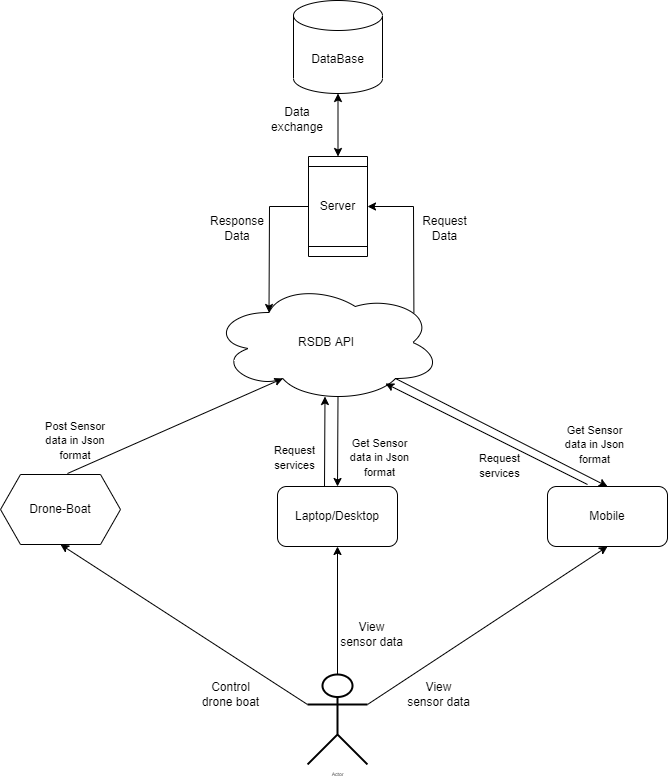 DataBase
Data
exchange
Server
Response
Data
Request
Data
RSDB API
Post Sensor
data in Json
format
Request
services
Get Sensor
data in Json
format
Get Sensor
data in Json
format
Request
services
Drone-Boat
Laptop/Desktop
Mobile
View
sensor data
Control
drone boat
View
sensor data
Actor